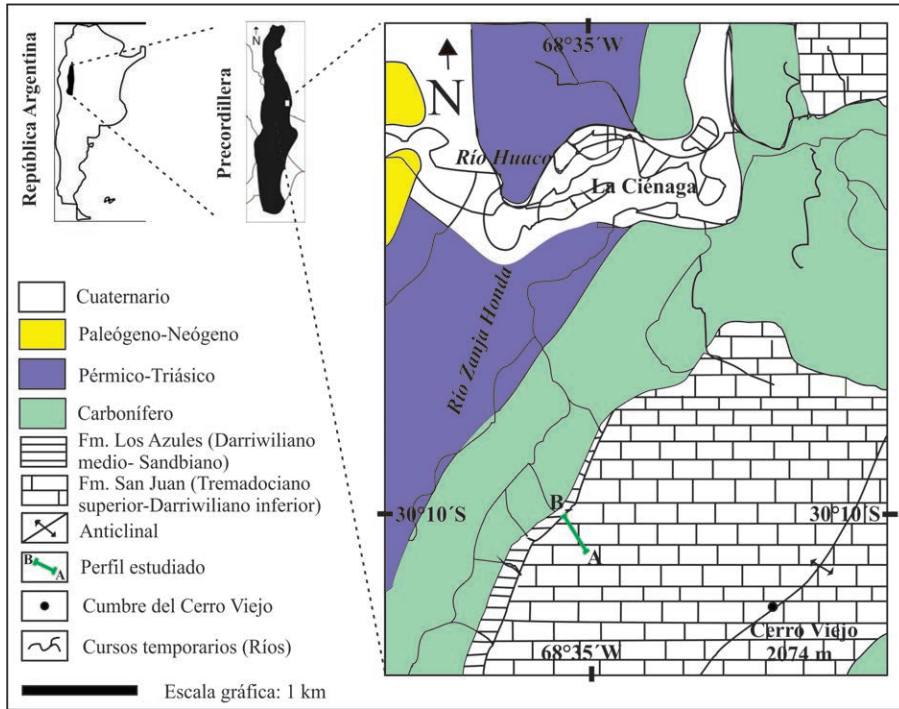 República Argentina
N
Precordillera
68°35´W
N
Río Huaco
La Ciénaga
Río Zanja Honda
Cuaternario
Paleógeno-Neógeno
Pérmico-Triásico
Carbonífero
Fm. Los Azules (Darriwiliano
medio- Sandbiano)
Fm. San Juan (Tremadociano
superior-Darriwiliano inferior)
Anticlinal
B A
Perfil estudiado
Cumbre del Cerro Viejo
Cursos temporarios (Ríos)
Escala gráfica: 1 km
30°10´S
B
A
30°10´S
Cerro Viejo
2074 m
68°35´W